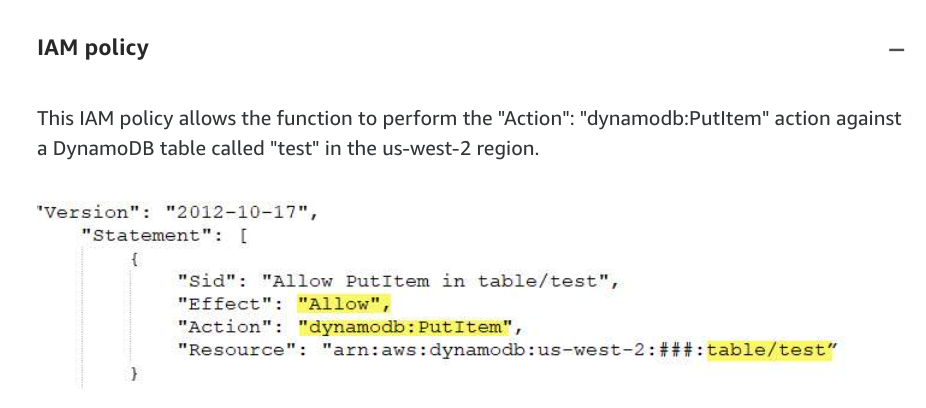 IAM policy
This IAM policy allows the function to perform the "Action": "dynamodb:PutItem" action against
a DynamoDB table called "test" in the us-west-2 region.
"Version": "2012-10-17",
"Statement": [
{
"Sid": "Allow PutItem in table/test",
"Effect": "Allow",
"Action": "dynamodb:PutItem",
"Resource": "arn:aws:dynamodb:us-west-2:###:table/test”
}